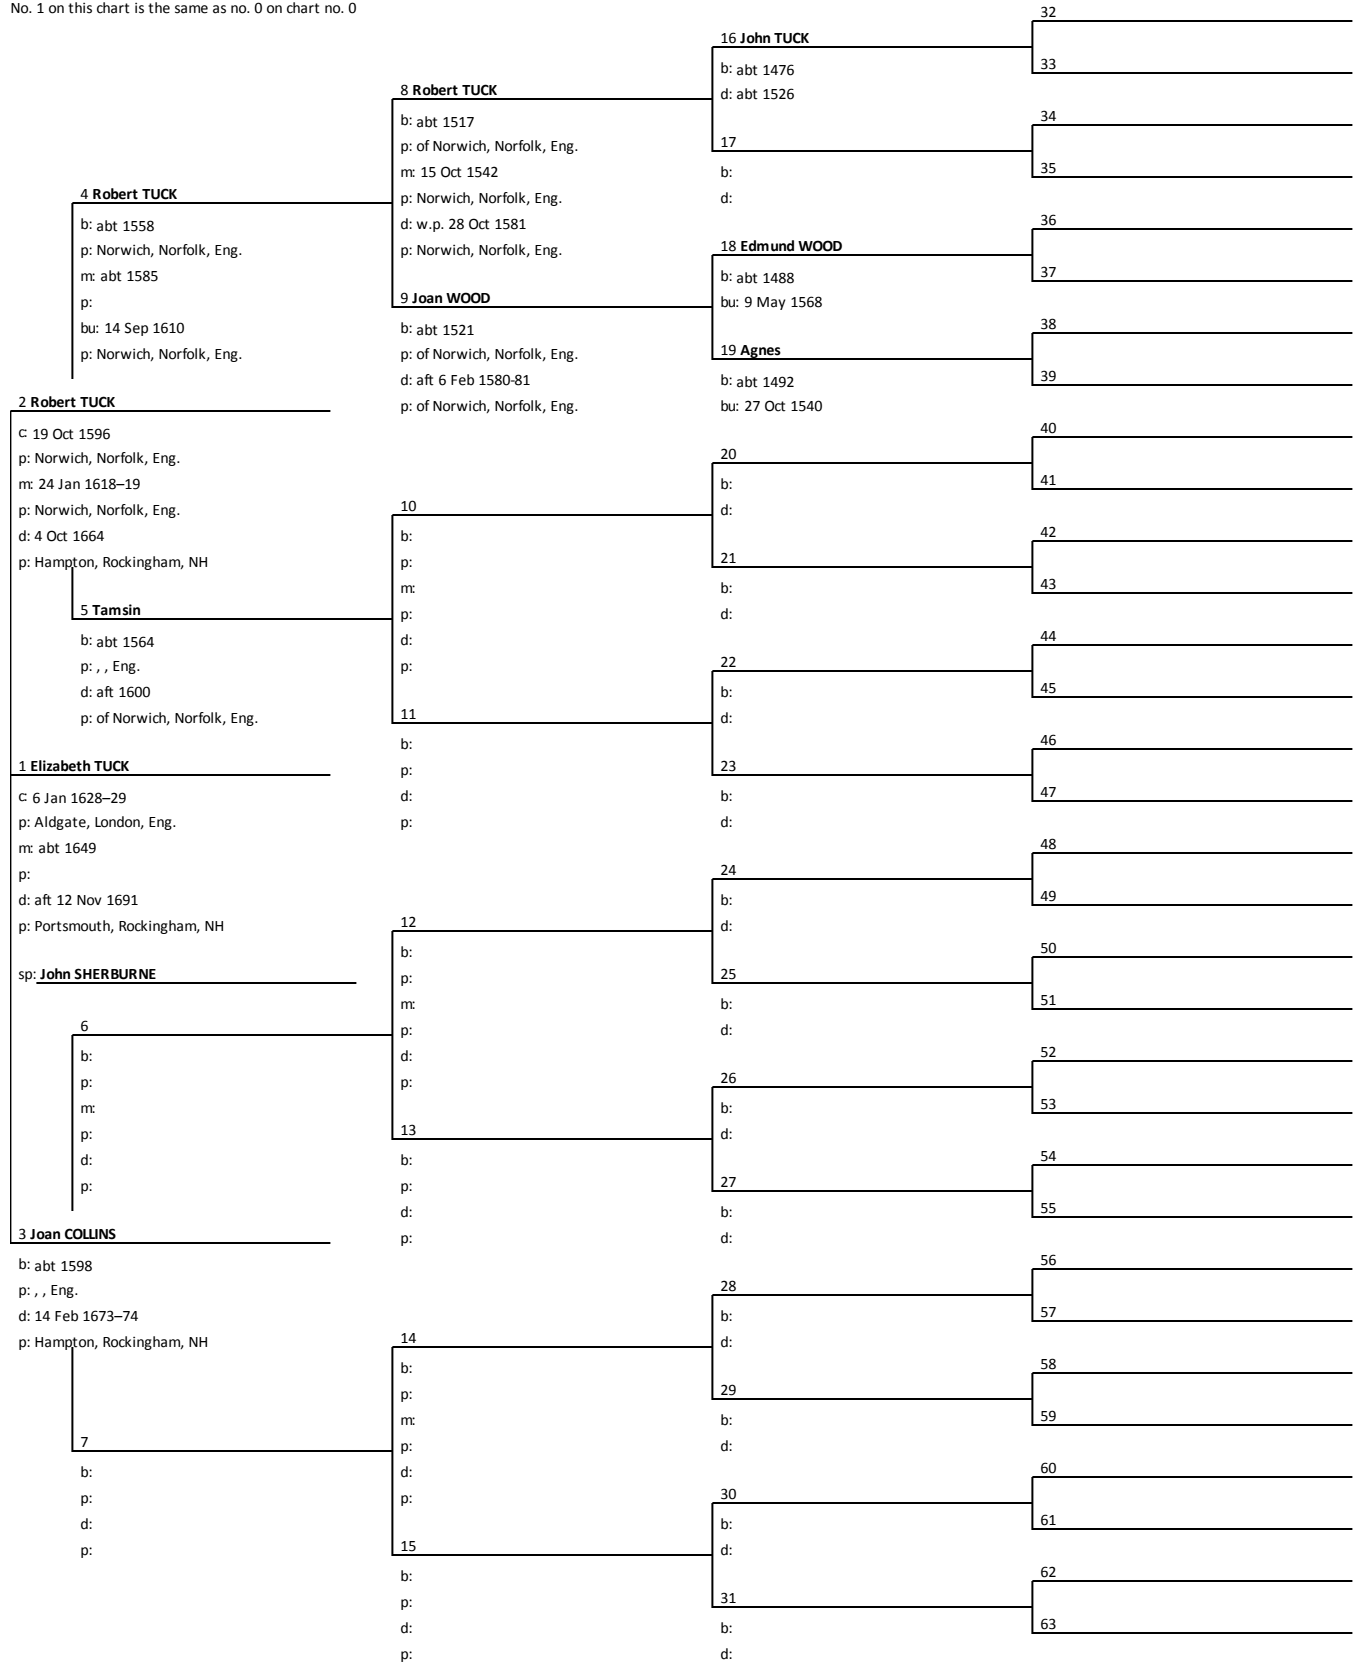 No. 1 on this chart is the same as no. 0 on chart no. 0
2 Robert TUCK
c: 19 Oct 1596
p: Norwich, Norfolk, Eng.
m: 24 Jan 1618–19
p: Norwich, Norfolk, Eng.
d: 4 Oct 1664
p: Hampton, Rockingham, NH
1 Elizabeth TUCK
c: 6 Jan 1628–29
p: Aldgate, London, Eng.
m: abt 1649
p:
d: aft 12 Nov 1691
p: Portsmouth, Rockingham, NH
sp: John SHERBURNE
3 Joan COLLINS
b: abt 1598
p: , , Eng.
d: 14 Feb 1673–74
p: Hampton, Rockingham, NH
4 Robert TUCK
b: abt 1558
p: Norwich, Norfolk, Eng.
m: abt 1585
p:
bu: 14 Sep 1610
p: Norwich, Norfolk, Eng.
5 Tamsin
b: abt 1564
p: , , Eng.
d: aft 1600
p: of Norwich, Norfolk, Eng.
6
b:
p:
m:
p:
d:
p:
7
b:
p:
d:
p:
8 Robert TUCK
b: abt 1517
p: of Norwich, Norfolk, Eng.
m: 15 Oct 1542
p: Norwich, Norfolk, Eng.
d: w.p. 28 Oct 1581
p: Norwich, Norfolk, Eng.
9 Joan WOOD
b: abt 1521
p: of Norwich, Norfolk, Eng.
d: aft 6 Feb 1580-81
p: of Norwich, Norfolk, Eng.
10
b:
p:
m:
p:
d:
p:
11
b:
p:
d:
p:
12
b:
p:
m:
p:
d:
p:
13
b:
p:
d:
p:
14
b:
p:
m:
p:
d:
p:
15
b:
p:
d:
p:
16 John TUCK
b: abt 1476
d: abt 1526
17
b:
d:
18 Edmund WOOD
b: abt 1488
bu: 9 May 1568
19 Agnes
b: abt 1492
bu: 27 Oct 1540
20
b:
d:
21
b:
d:
22
b:
d:
23
b:
d:
24
b:
d:
25
b:
d:
26
b:
d:
27
b:
d:
28
b:
d:
29
b:
d:
30
b:
d:
31
b:
d:
32
33
34
35
36
37
38
39
40
41
42
43
44
45
46
47
48
49
50
51
52
53
54
55
56
57
58
59
60
61
62
63